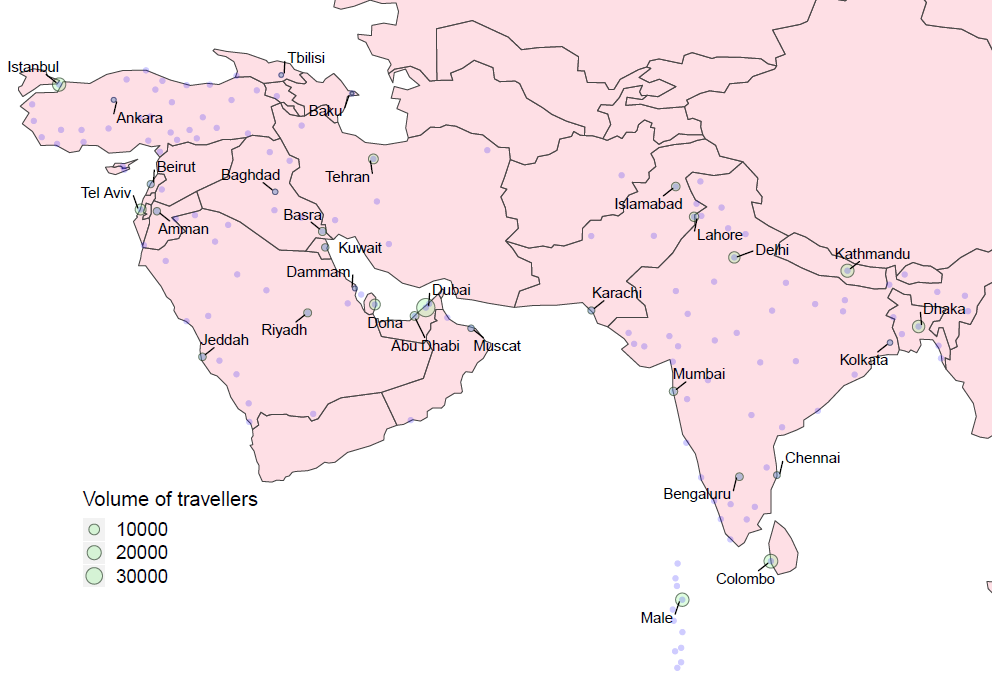 Tbilisi
Istanbul
Baku
Ankara
Beirut
Baghdad
Tehran
Tel Aviv
Islamabad
Basra
Amman
Lahore
Kuwait
Delhi
Kathmandu
Dammam
Dubai
Karachi
Dhaka
Doha
Riyadh
Jeddah
Abu Dhabi
Muscat
Kolkata
Mumbai
Chennai
Bengaluru
Volume of travellers
10000
20000
30000
Colombo
Male